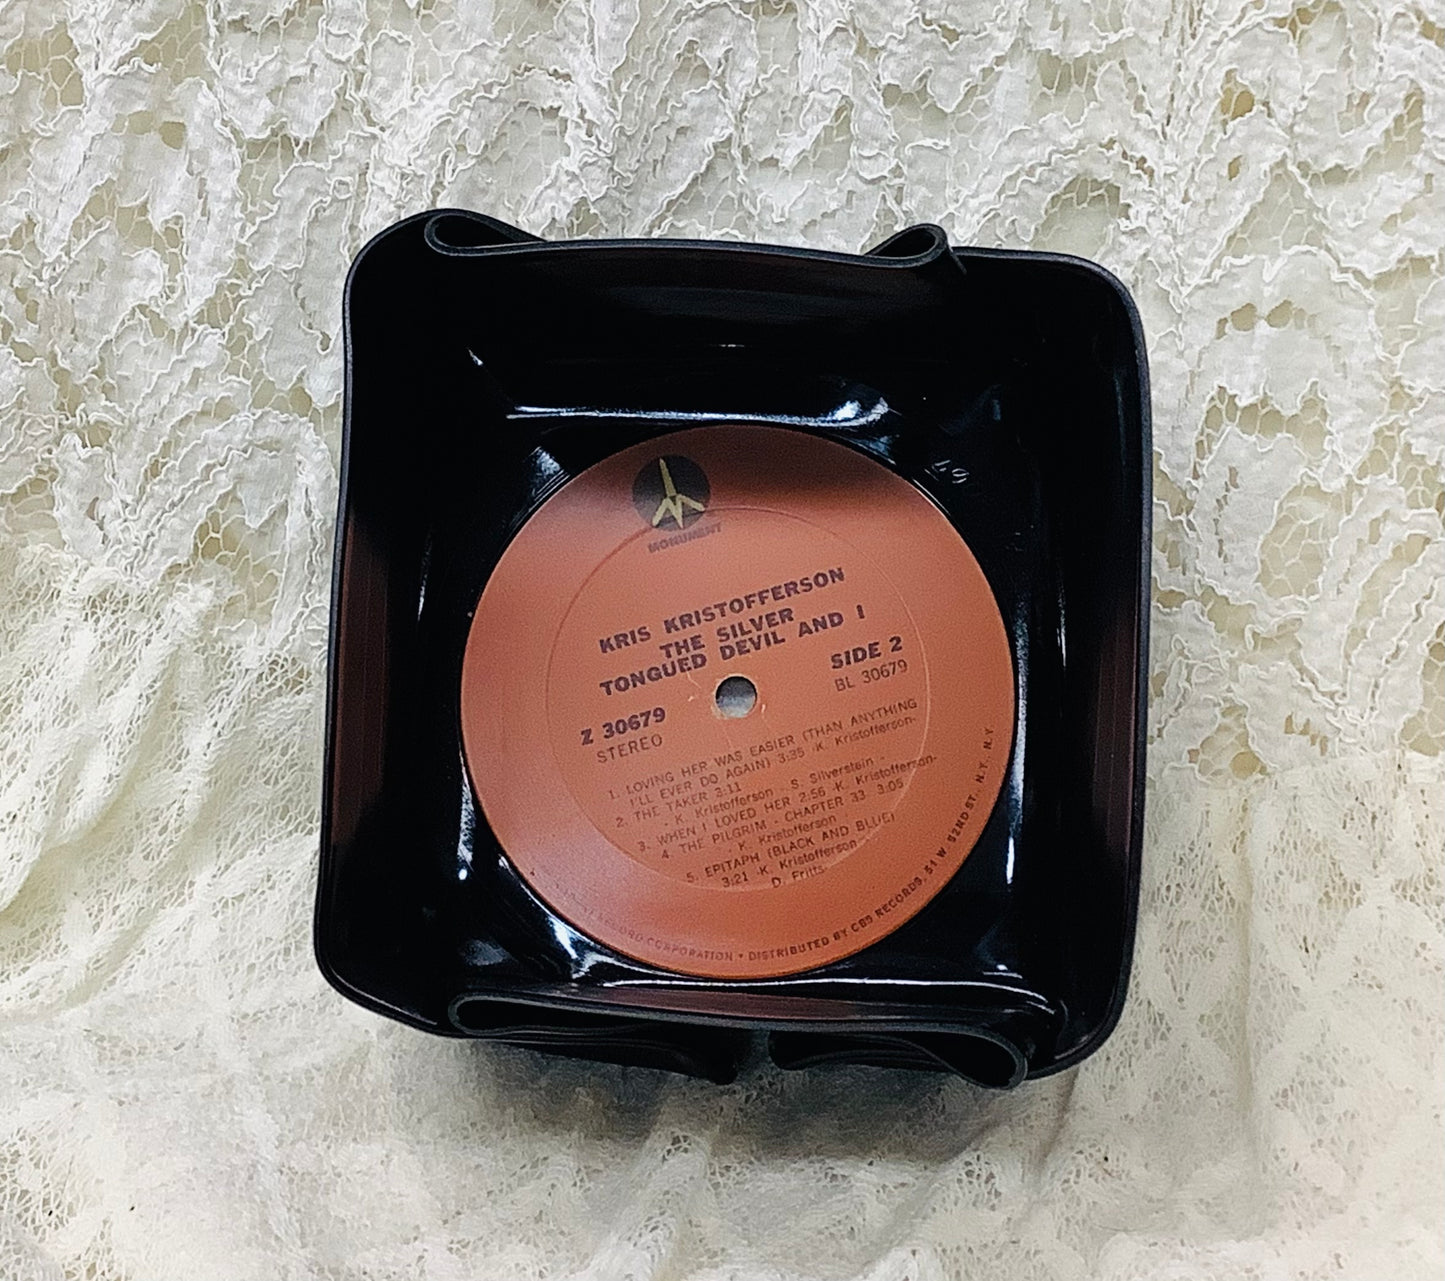 MONUMENT
KRIS KRISTOFFERSON
THE SILVER
TONGUED DEVIL AND I
SIDE 2
BL 30679
Z 30679
STEREO
1. LOVING HER WAS EASIER (THAN ANYTHING
I'LL EVER DO AGAIN) 3:35 -K. Kristofferson-
2. THE TAKER 3:11
- K. Kristofferson - S. Silverstein -
3. WHEN I LOVED HER 2:56 -K. Kristofferson-
4. THE PILGRIM - CHAPTER 33 3:05
- K. Kristofferson
5. EPITAPH (BLACK AND BLUE)
3:21 -K. Kristofferson-
D. Fritts-
RECORD CORPORATION • DISTRIBUTED BY CBS RECORDS, 51 W. 52ND ST., N.Y. N.Y